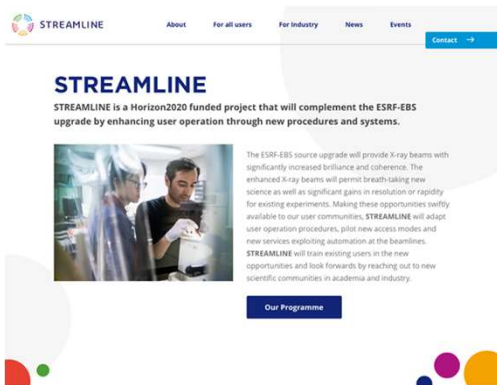 STREAMLINE
About For all users For Industry News Events
Contact →
STREAMLINE
STREAMLINE is a Horizon2020 funded project that will complement the ESRF-EBS
upgrade by enhancing user operation through new procedures and systems.
The ESRF-EBS source upgrade will provide X-ray beams with
significantly increased brilliance and coherence. The
enhanced X-ray beams will permit breath-taking new
science as well as significant gains in resolution or rapidity
for existing experiments. Making these opportunities swiftly
available to our user communities, STREAMLINE will adapt
user operation procedures, pilot new access modes and
new services exploiting automation at the beamlines.
STREAMLINE will train existing users in the new
opportunities and look forwards by reaching out to new
scientific communities in academia and industry.
Our Programme